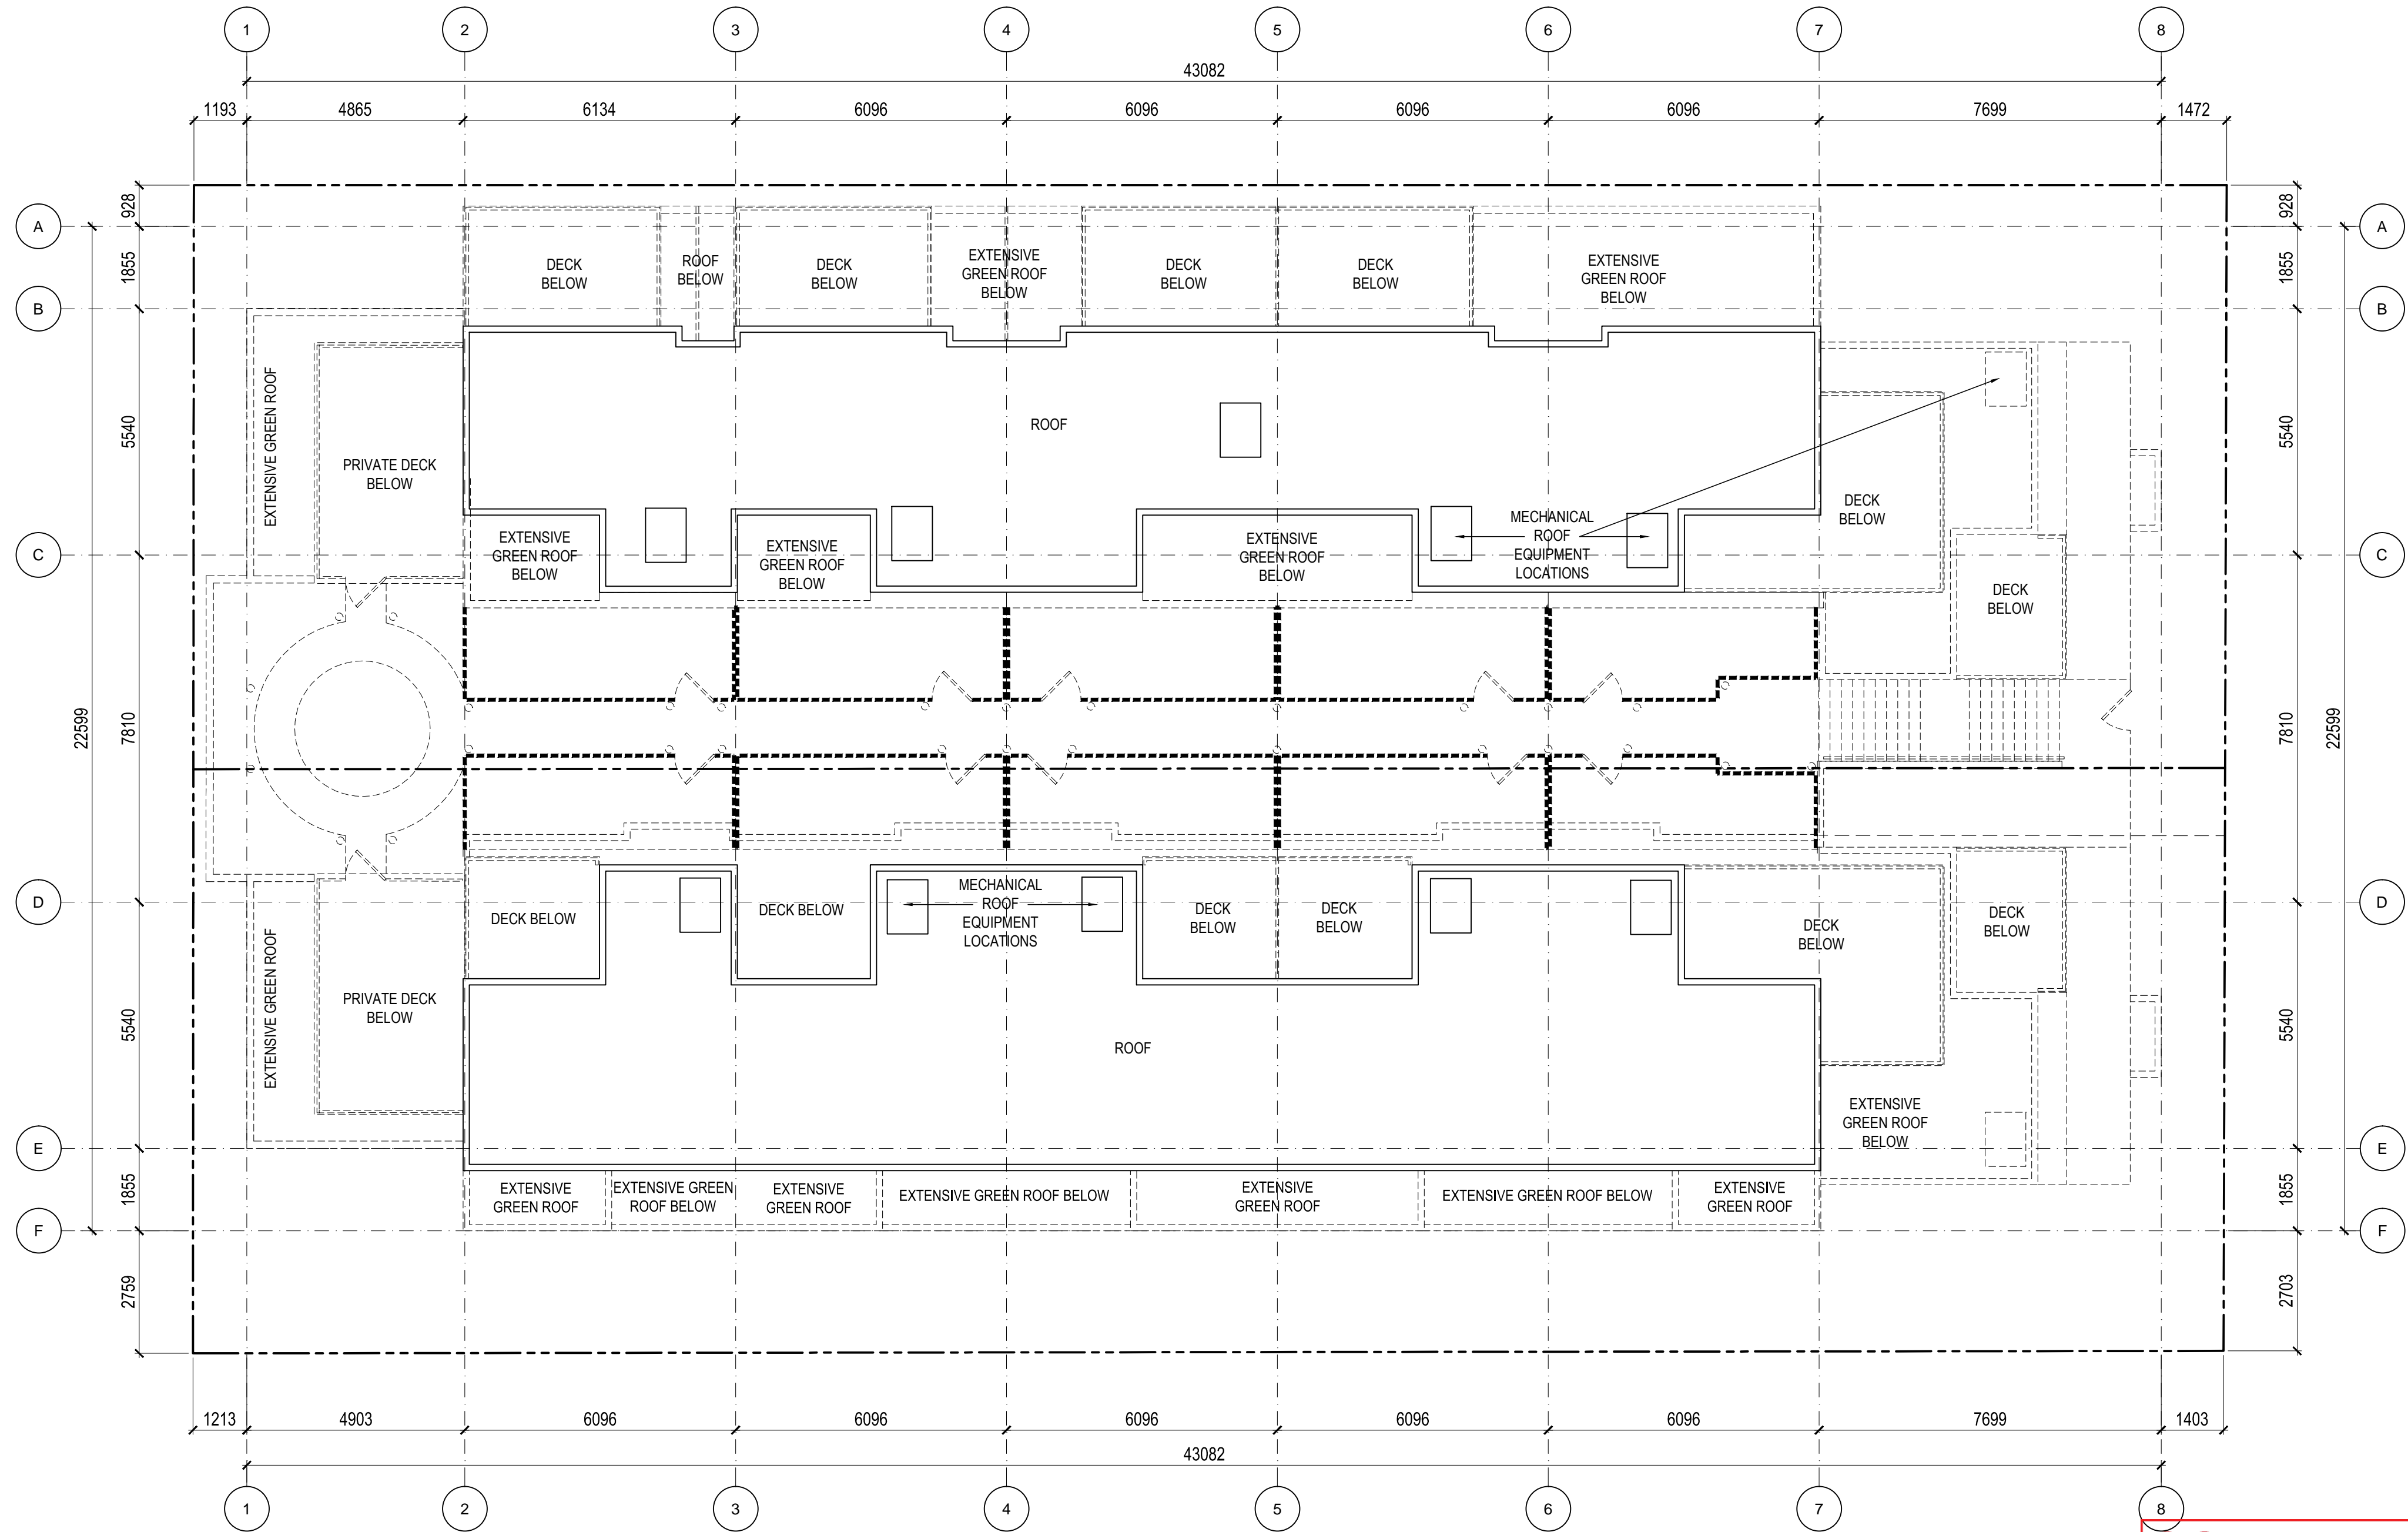 1 2 3 4 5 6 7 8
43082
1193 4865 6134 6096 6096 6096 6096 7699 1472
928
928
A
A
1855
1855
DECK
BELOW
ROOF
BELOW
DECK
BELOW
EXTENSIVE
GREEN ROOF
BELOW
DECK
BELOW
DECK
BELOW
EXTENSIVE
GREEN ROOF
BELOW
B
B
5540
5540
EXTENSIVE GREEN ROOF
PRIVATE DECK
BELOW
ROOF
DECK
BELOW
EXTENSIVE
GREEN ROOF
BELOW
EXTENSIVE
GREEN ROOF
BELOW
EXTENSIVE
GREEN ROOF
BELOW
MECHANICAL
ROOF
EQUIPMENT
LOCATIONS
C
C
DECK
BELOW
22599
7810
7810
22599
D
D
DECK BELOW
DECK BELOW
MECHANICAL
ROOF
EQUIPMENT
LOCATIONS
DECK
BELOW
DECK
BELOW
DECK
BELOW
DECK
BELOW
EXTENSIVE GREEN ROOF
PRIVATE DECK
BELOW
5540
5540
ROOF
EXTENSIVE
GREEN ROOF
BELOW
E
E
1855
1855
EXTENSIVE
GREEN ROOF
EXTENSIVE GREEN
ROOF BELOW
EXTENSIVE
GREEN ROOF
EXTENSIVE GREEN ROOF BELOW
EXTENSIVE
GREEN ROOF
EXTENSIVE GREEN ROOF BELOW
EXTENSIVE
GREEN ROOF
F
F
2759
2703
1213 4903 6096 6096 6096 6096 6096 7699 1403
43082
1 2 3 4 5 6 7 8